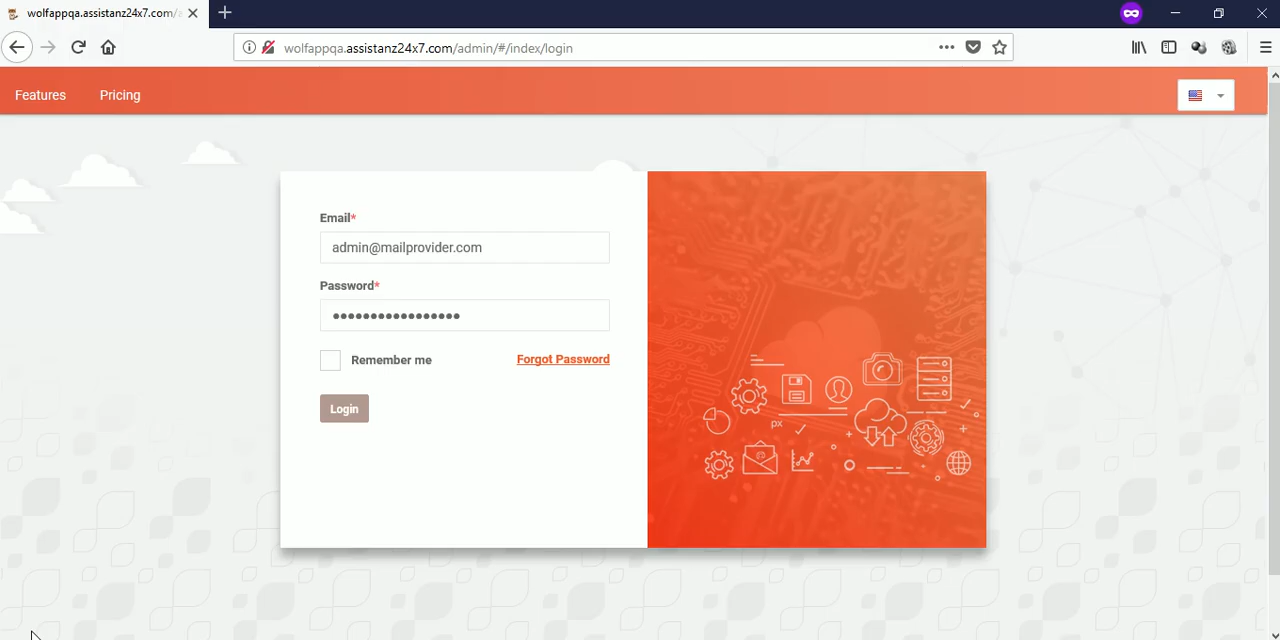 wolfappqa.assistanz24x7.com/a
wolfappqa.assistanz24x7.com/admin/#/index/login
Features Pricing
Email*
admin@mailprovider.com
Password*
•••••••••••••••••
Remember me Forgot Password
Login
px